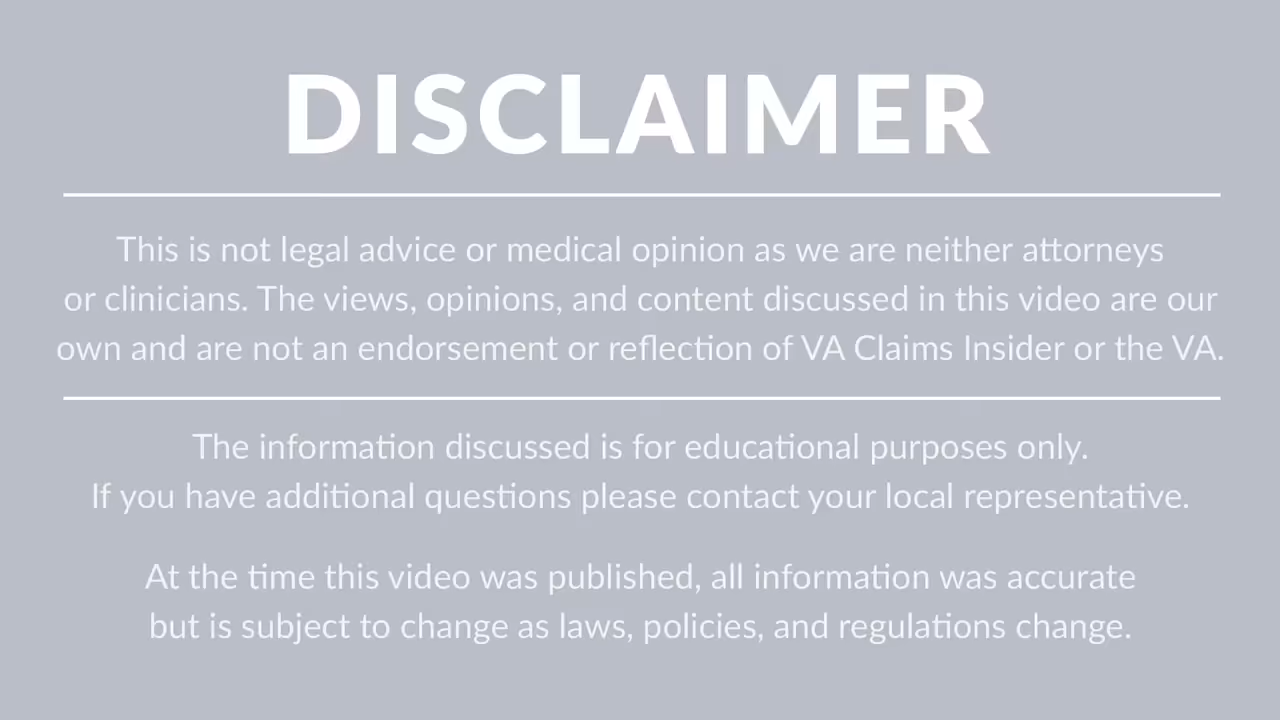 DISCLAIMER
This is not legal advice or medical opinion as we are neither attorneys
or clinicians. The views, opinions, and content discussed in this video are our
own and are not an endorsement or reflection of VA Claims Insider or the VA.
The information discussed is for educational purposes only.
If you have additional questions please contact your local representative.
At the time this video was published, all information was accurate
but is subject to change as laws, policies, and regulations change.